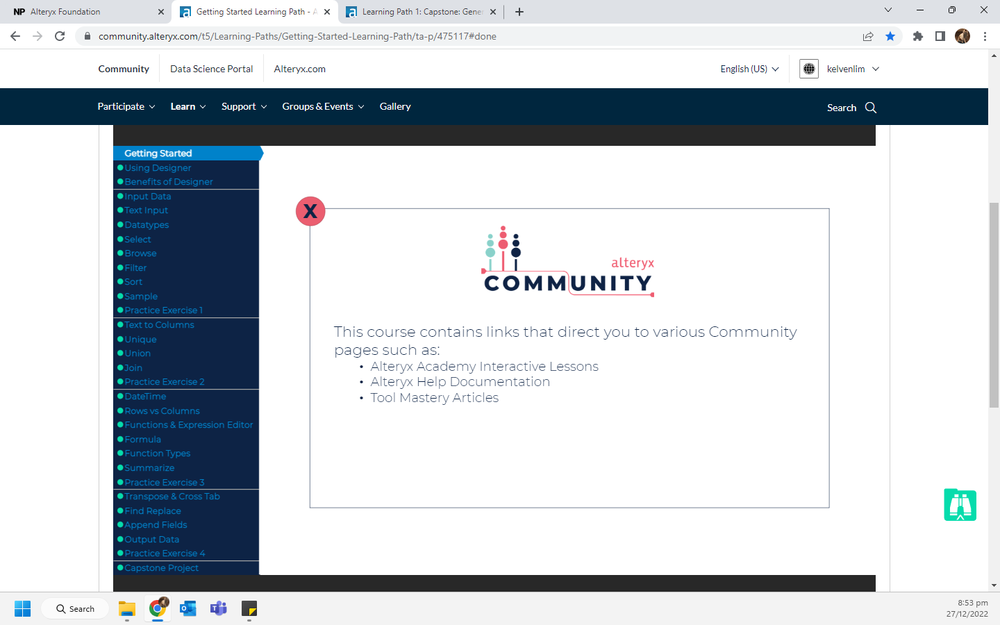 NP Alteryx Foundation
Getting Started Learning Path - A
Learning Path 1: Capstone: Gene
community.alteryx.com/t5/Learning-Paths/Getting-Started-Learning-Path/ta-p/475117#done
Community
Data Science Portal
Alteryx.com
English (US)
kelvenlim
Participate
Learn
Support
Groups & Events
Gallery
Search
Getting Started
Using Designer
Benefits of Designer
Input Data
Text Input
Datatypes
Select
Browse
Filter
Sort
Sample
Practice Exercise 1
Text to Columns
Unique
Union
Join
Practice Exercise 2
DateTime
Rows vs Columns
Functions & Expression Editor
Formula
Function Types
Summarize
Practice Exercise 3
Transpose & Cross Tab
Find Replace
Append Fields
Output Data
Practice Exercise 4
Capstone Project
X
alteryx
COMMUNITY
This course contains links that direct you to various Community
pages such as:
• Alteryx Academy Interactive Lessons
• Alteryx Help Documentation
• Tool Mastery Articles
Search
8:53 pm
27/12/2022